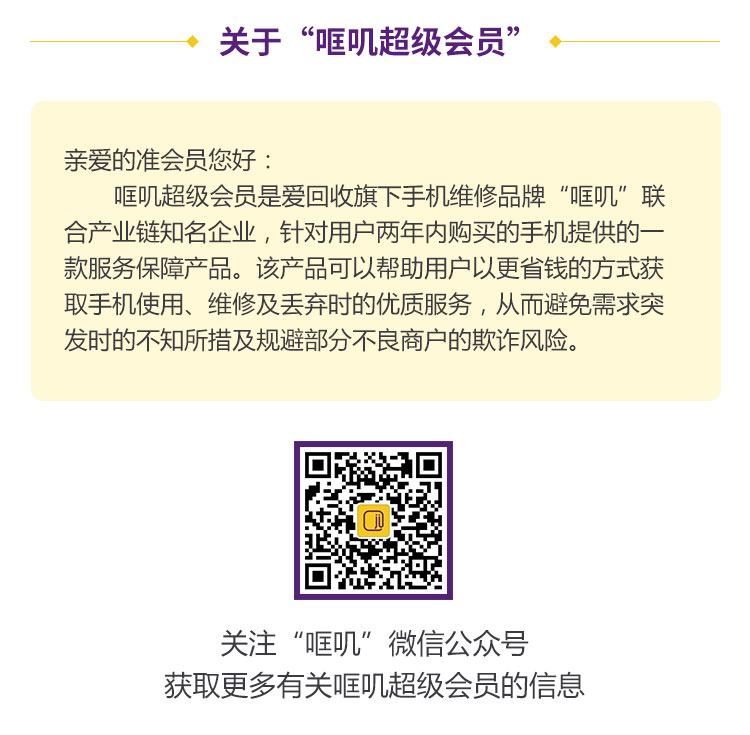 关于“哐叽超级会员”
亲爱的准会员您好：
哐叽超级会员是爱回收旗下手机维修品牌“哐叽”联
合产业链知名企业，针对用户两年内购买的手机提供的一
款服务保障产品。该产品可以帮助用户以更省钱的方式获
取手机使用、维修及丢弃时的优质服务，从而避免需求突
发时的不知所措及规避部分不良商户的欺诈风险。
关注“哐叽”微信公众号
获取更多有关哐叽超级会员的信息